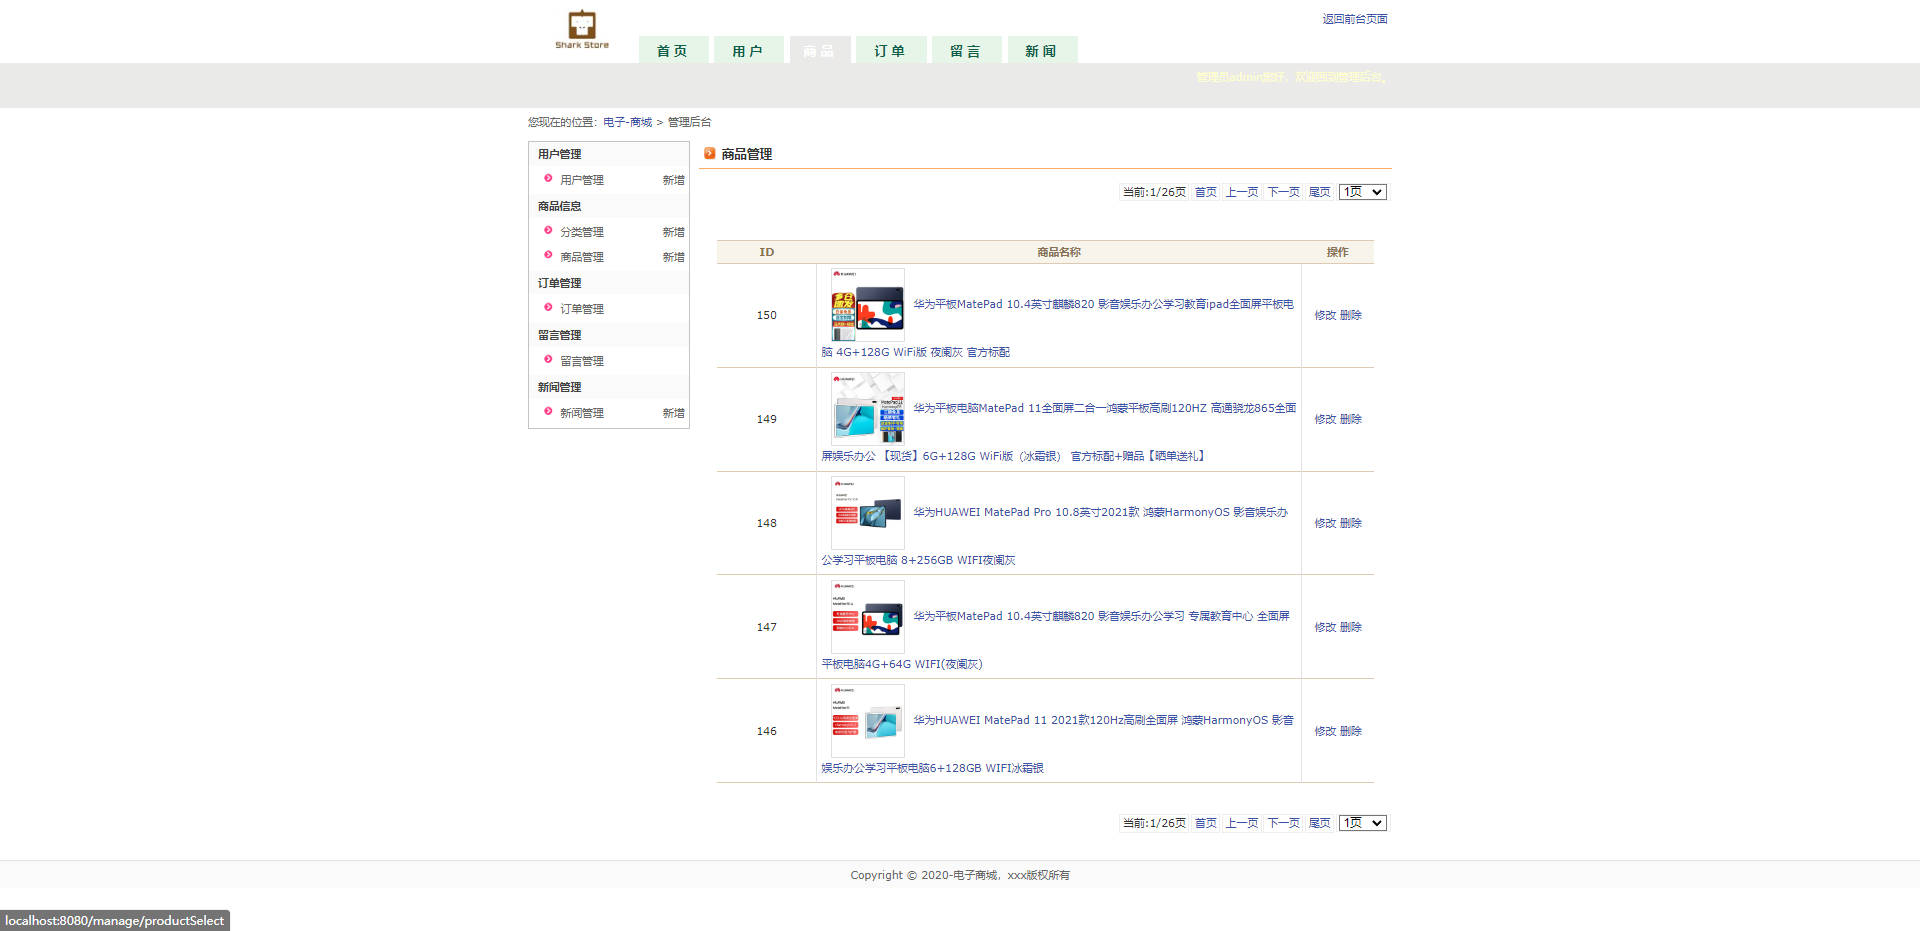 Shark Store
返回前台页面
首 页
用 户
商 品
订 单
留 言
新 闻
管理员admin您好，欢迎回到管理后台。
您现在的位置：电子-商城 > 管理后台
用户管理
用户管理 新增
商品信息
分类管理 新增
商品管理 新增
订单管理
订单管理
留言管理
留言管理
新闻管理
新闻管理 新增
商品管理
当前:1/26页 首页 上一页 下一页 尾页 1页
ID 商品名称 操作
150 华为平板MatePad 10.4英寸麒麟820 影音娱乐办公学习教育ipad全面屏平板电 修改 删除
脑 4G+128G WiFi版 夜阑灰 官方标配
149 华为平板电脑MatePad 11全面屏二合一鸿蒙平板高刷120HZ 高通骁龙865全面 修改 删除
屏娱乐办公 【现货】6G+128G WiFi版（冰霜银） 官方标配+赠品【晒单送礼】
148 华为HUAWEI MatePad Pro 10.8英寸2021款 鸿蒙HarmonyOS 影音娱乐办 修改 删除
公学习平板电脑 8+256GB WIFI夜阑灰
147 华为平板MatePad 10.4英寸麒麟820 影音娱乐办公学习 专属教育中心 全面屏 修改 删除
平板电脑4G+64G WIFI(夜阑灰)
146 华为HUAWEI MatePad 11 2021款120Hz高刷全面屏 鸿蒙HarmonyOS 影音 修改 删除
娱乐办公学习平板电脑6+128GB WIFI冰霜银
当前:1/26页 首页 上一页 下一页 尾页 1页
Copyright © 2020-电子商城，xxx版权所有
localhost:8080/manage/productSelect